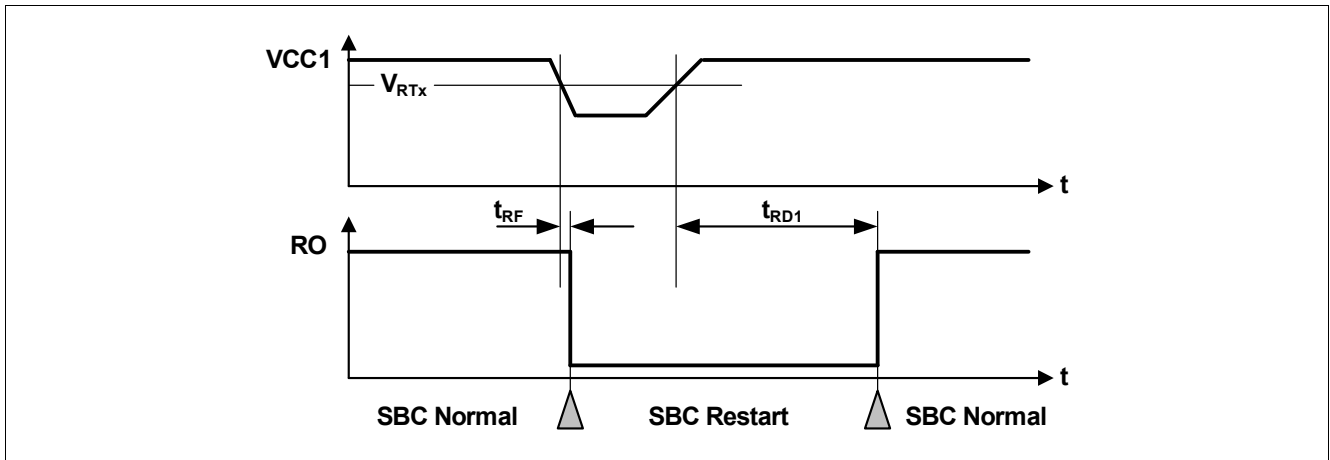 VCC1
VRTx
t
tRF
tRD1
RO
t
SBC Normal
SBC Restart
SBC Normal